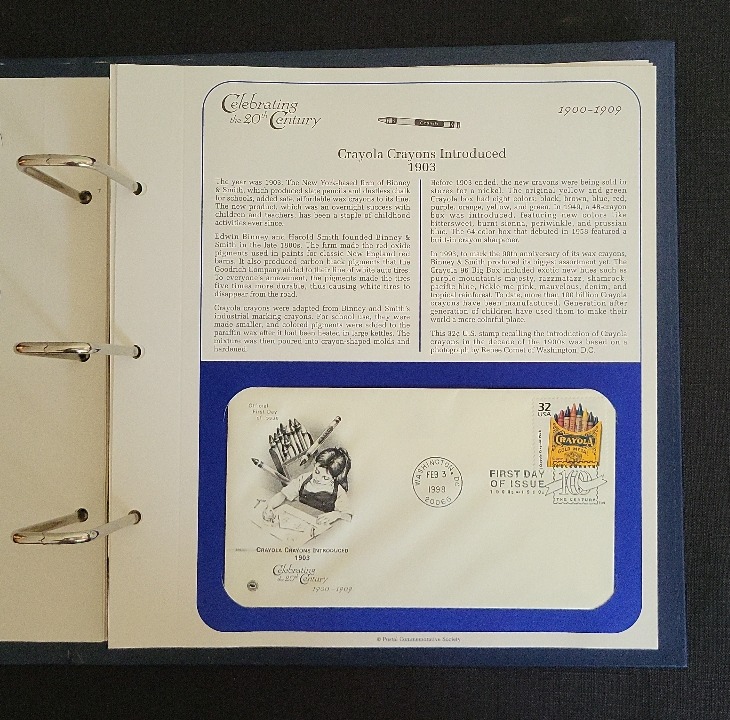 Celebrating
the 20th Century
1900-1909
Crayola Crayons Introduced
1903
The year was 1903. The New York-based firm of Binney
& Smith, which produced slate pencils and dustless chalk
for schools, added safe, affordable wax crayons to its line.
The new product, which was an overnight success with
children and teachers, has been a staple of childhood
activities ever since.
Edwin Binney and Harold Smith founded Binney &
Smith in the late 1800s. The firm made the red oxide
pigments used in paints for classic New England red
barns. It also produced carbon black pigments that the
Goodrich Company added to their line of white auto tires.
To everyone's amazement, the pigments made the tires
five times more durable, thus causing white tires to
disappear from the road.
Crayola crayons were adapted from Binney and Smith's
industrial marking crayons. For school use, they were
made smaller, and colored pigments were added to the
paraffin wax after it had been heated in large kettles. The
mixture was then poured into crayon-shaped molds and
hardened.
Before 1903 ended, the new crayons were being sold in
stores for a nickel! The original yellow and green
Crayola box had eight colors: black, brown, blue, red,
purple, orange, yellow, and green. In 1949, a 48-crayon
box was introduced, featuring new colors like
bittersweet, burnt sienna, periwinkle, and prussian
blue. The 64-color box that debuted in 1958 featured a
built-in crayon sharpener.
In 1993, to mark the 90th anniversary of its wax crayons,
Binney & Smith produced its biggest assortment yet. The
Crayola 96 Big Box included exotic new hues such as
purple mountain's majesty, razzmatazz, shamrock,
pacific blue, tickle me pink, mauvelous, denim, and
tropical rainforest. To date, more than 100 billion Crayola
crayons have been manufactured. Generation after
generation of children have used them to make their
world a more colorful place.
This 32¢ U.S. stamp recalling the introduction of Crayola
crayons in the decade of the 1900s was based on a
photograph by Renee Comet of Washington, D.C.
Official
First Day
of Issue
32
USA
CRAYOLA
GOLD MEDAL
WASHINGTON, DC
FEB 3
1998
20066
FIRST DAY
OF ISSUE
THE CENTURY
CRAYOLA CRAYONS INTRODUCED
1903
Celebrating
the 20th Century
1900-1909
© Postal Commemorative Society